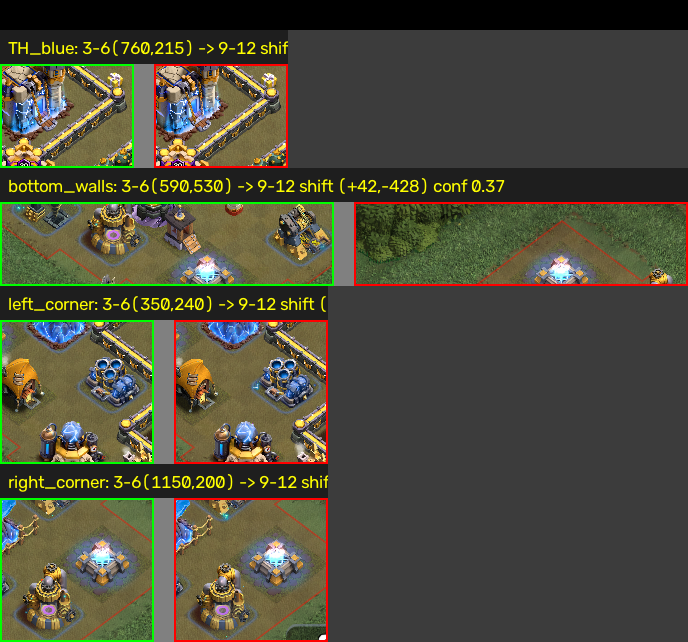 TH_blue: 3-6(760,215) -> 9-12 shif
bottom_walls: 3-6(590,530) -> 9-12 shift (+42,-428) conf 0.37
left_corner: 3-6(350,240) -> 9-12 shift (
right_corner: 3-6(1150,200) -> 9-12 shif